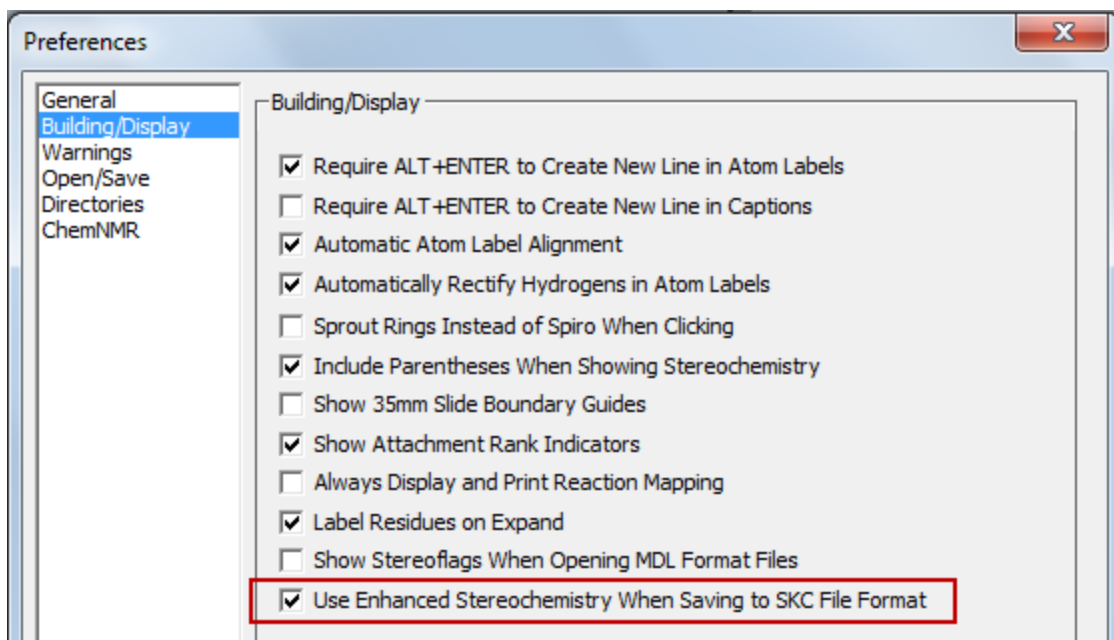 Preferences
General
Building/Display
Warnings
Open/Save
Directories
ChemNMR
Building/Display
Require ALT+ENTER to Create New Line in Atom Labels
Require ALT+ENTER to Create New Line in Captions
Automatic Atom Label Alignment
Automatically Rectify Hydrogens in Atom Labels
Sprout Rings Instead of Spiro When Clicking
Include Parentheses When Showing Stereochemistry
Show 35mm Slide Boundary Guides
Show Attachment Rank Indicators
Always Display and Print Reaction Mapping
Label Residues on Expand
Show Stereoflags When Opening MDL Format Files
Use Enhanced Stereochemistry When Saving to SKC File Format